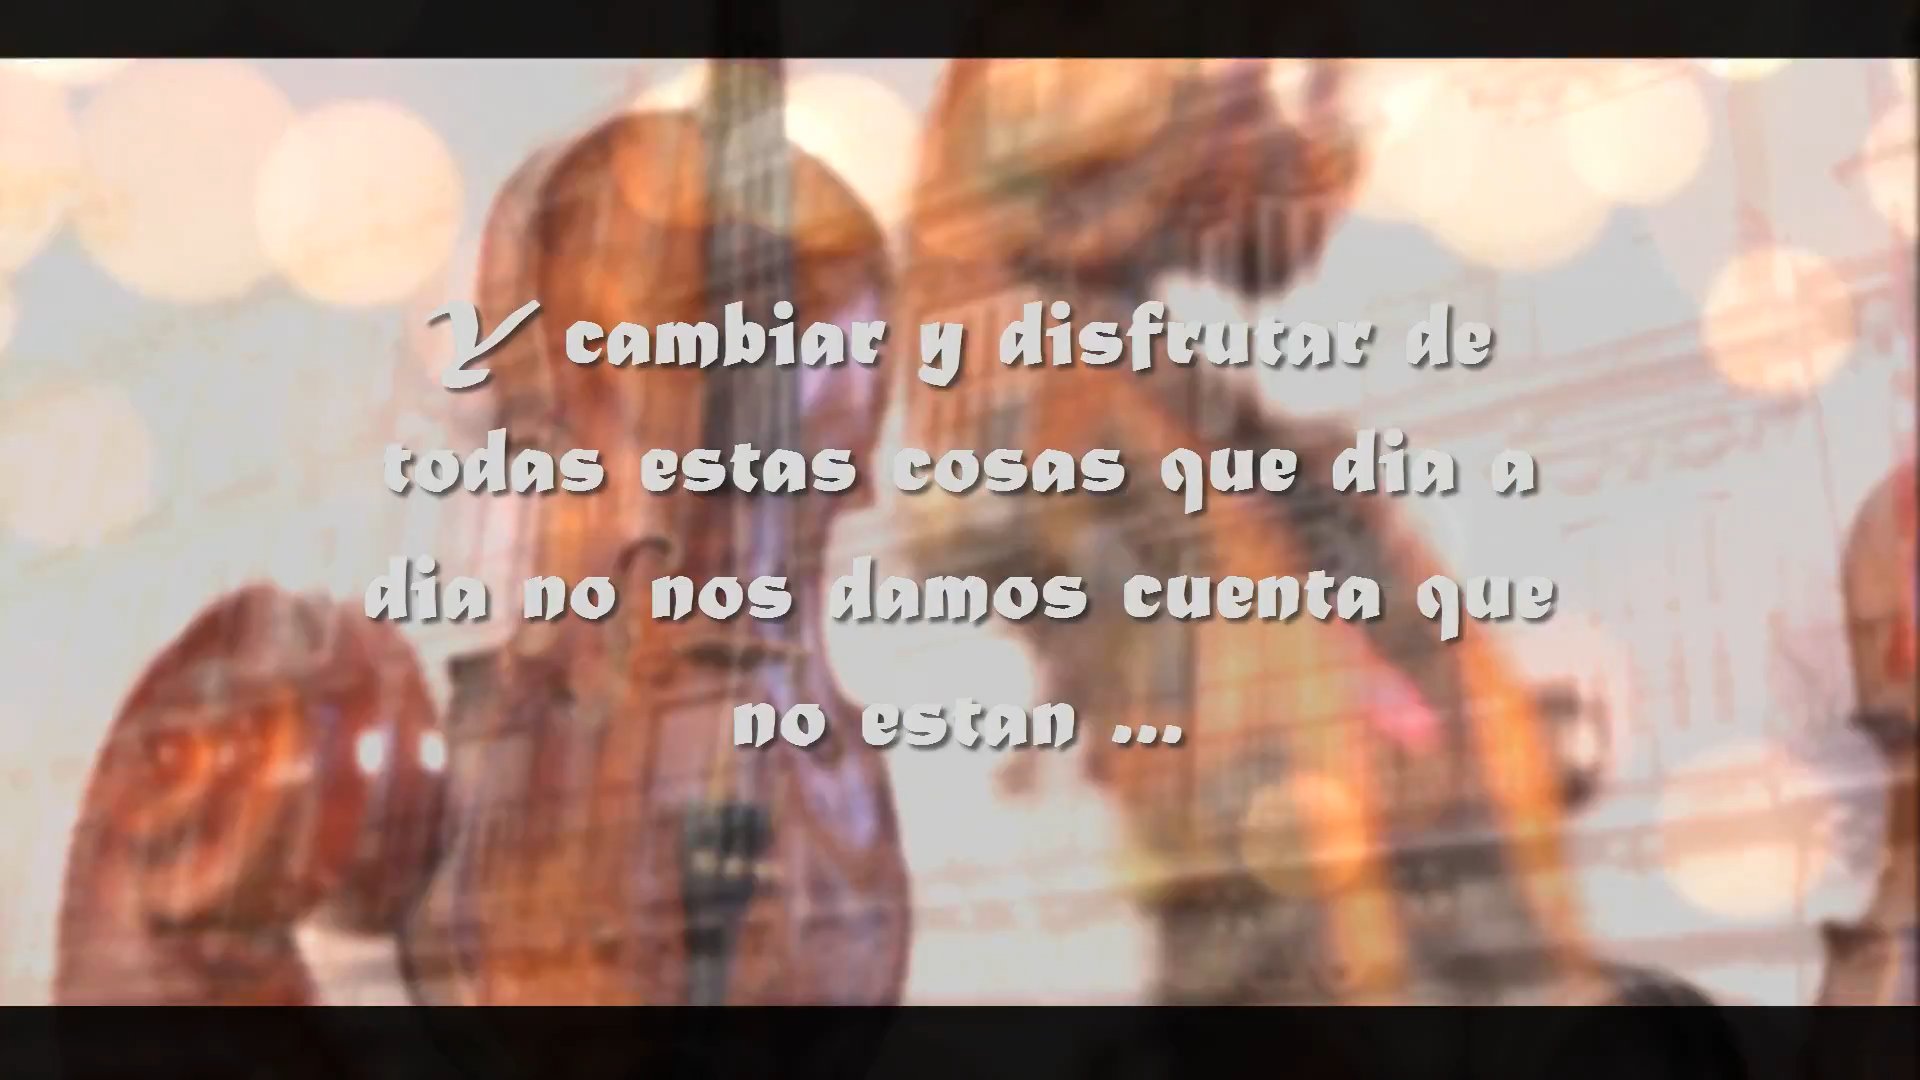 Y cambiar y disfrutar de
todas estas cosas que dia a
dia no nos damos cuenta que
no estan ...